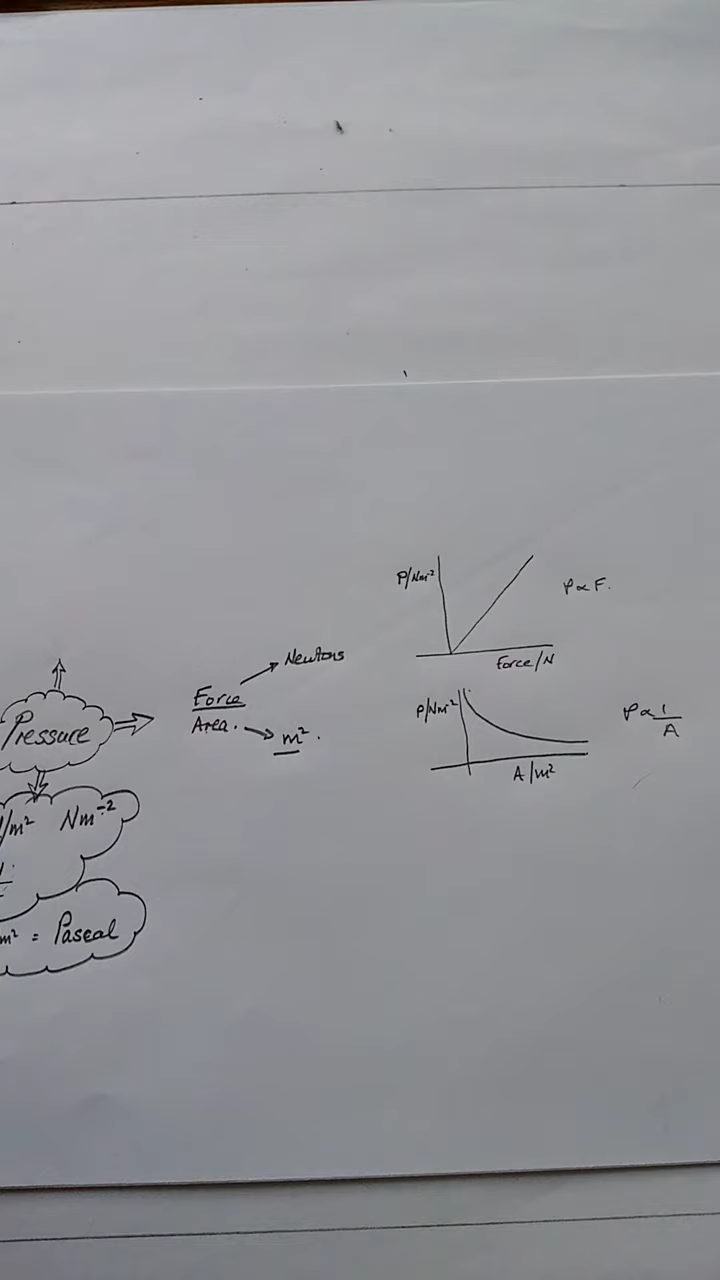 Pressure
/m² Nm⁻²
m² = Pascal
Force
Area.
Newtons
m².
P/Nm⁻²
Force/N
P∝F.
P/Nm⁻²
A/m²
P∝1/A